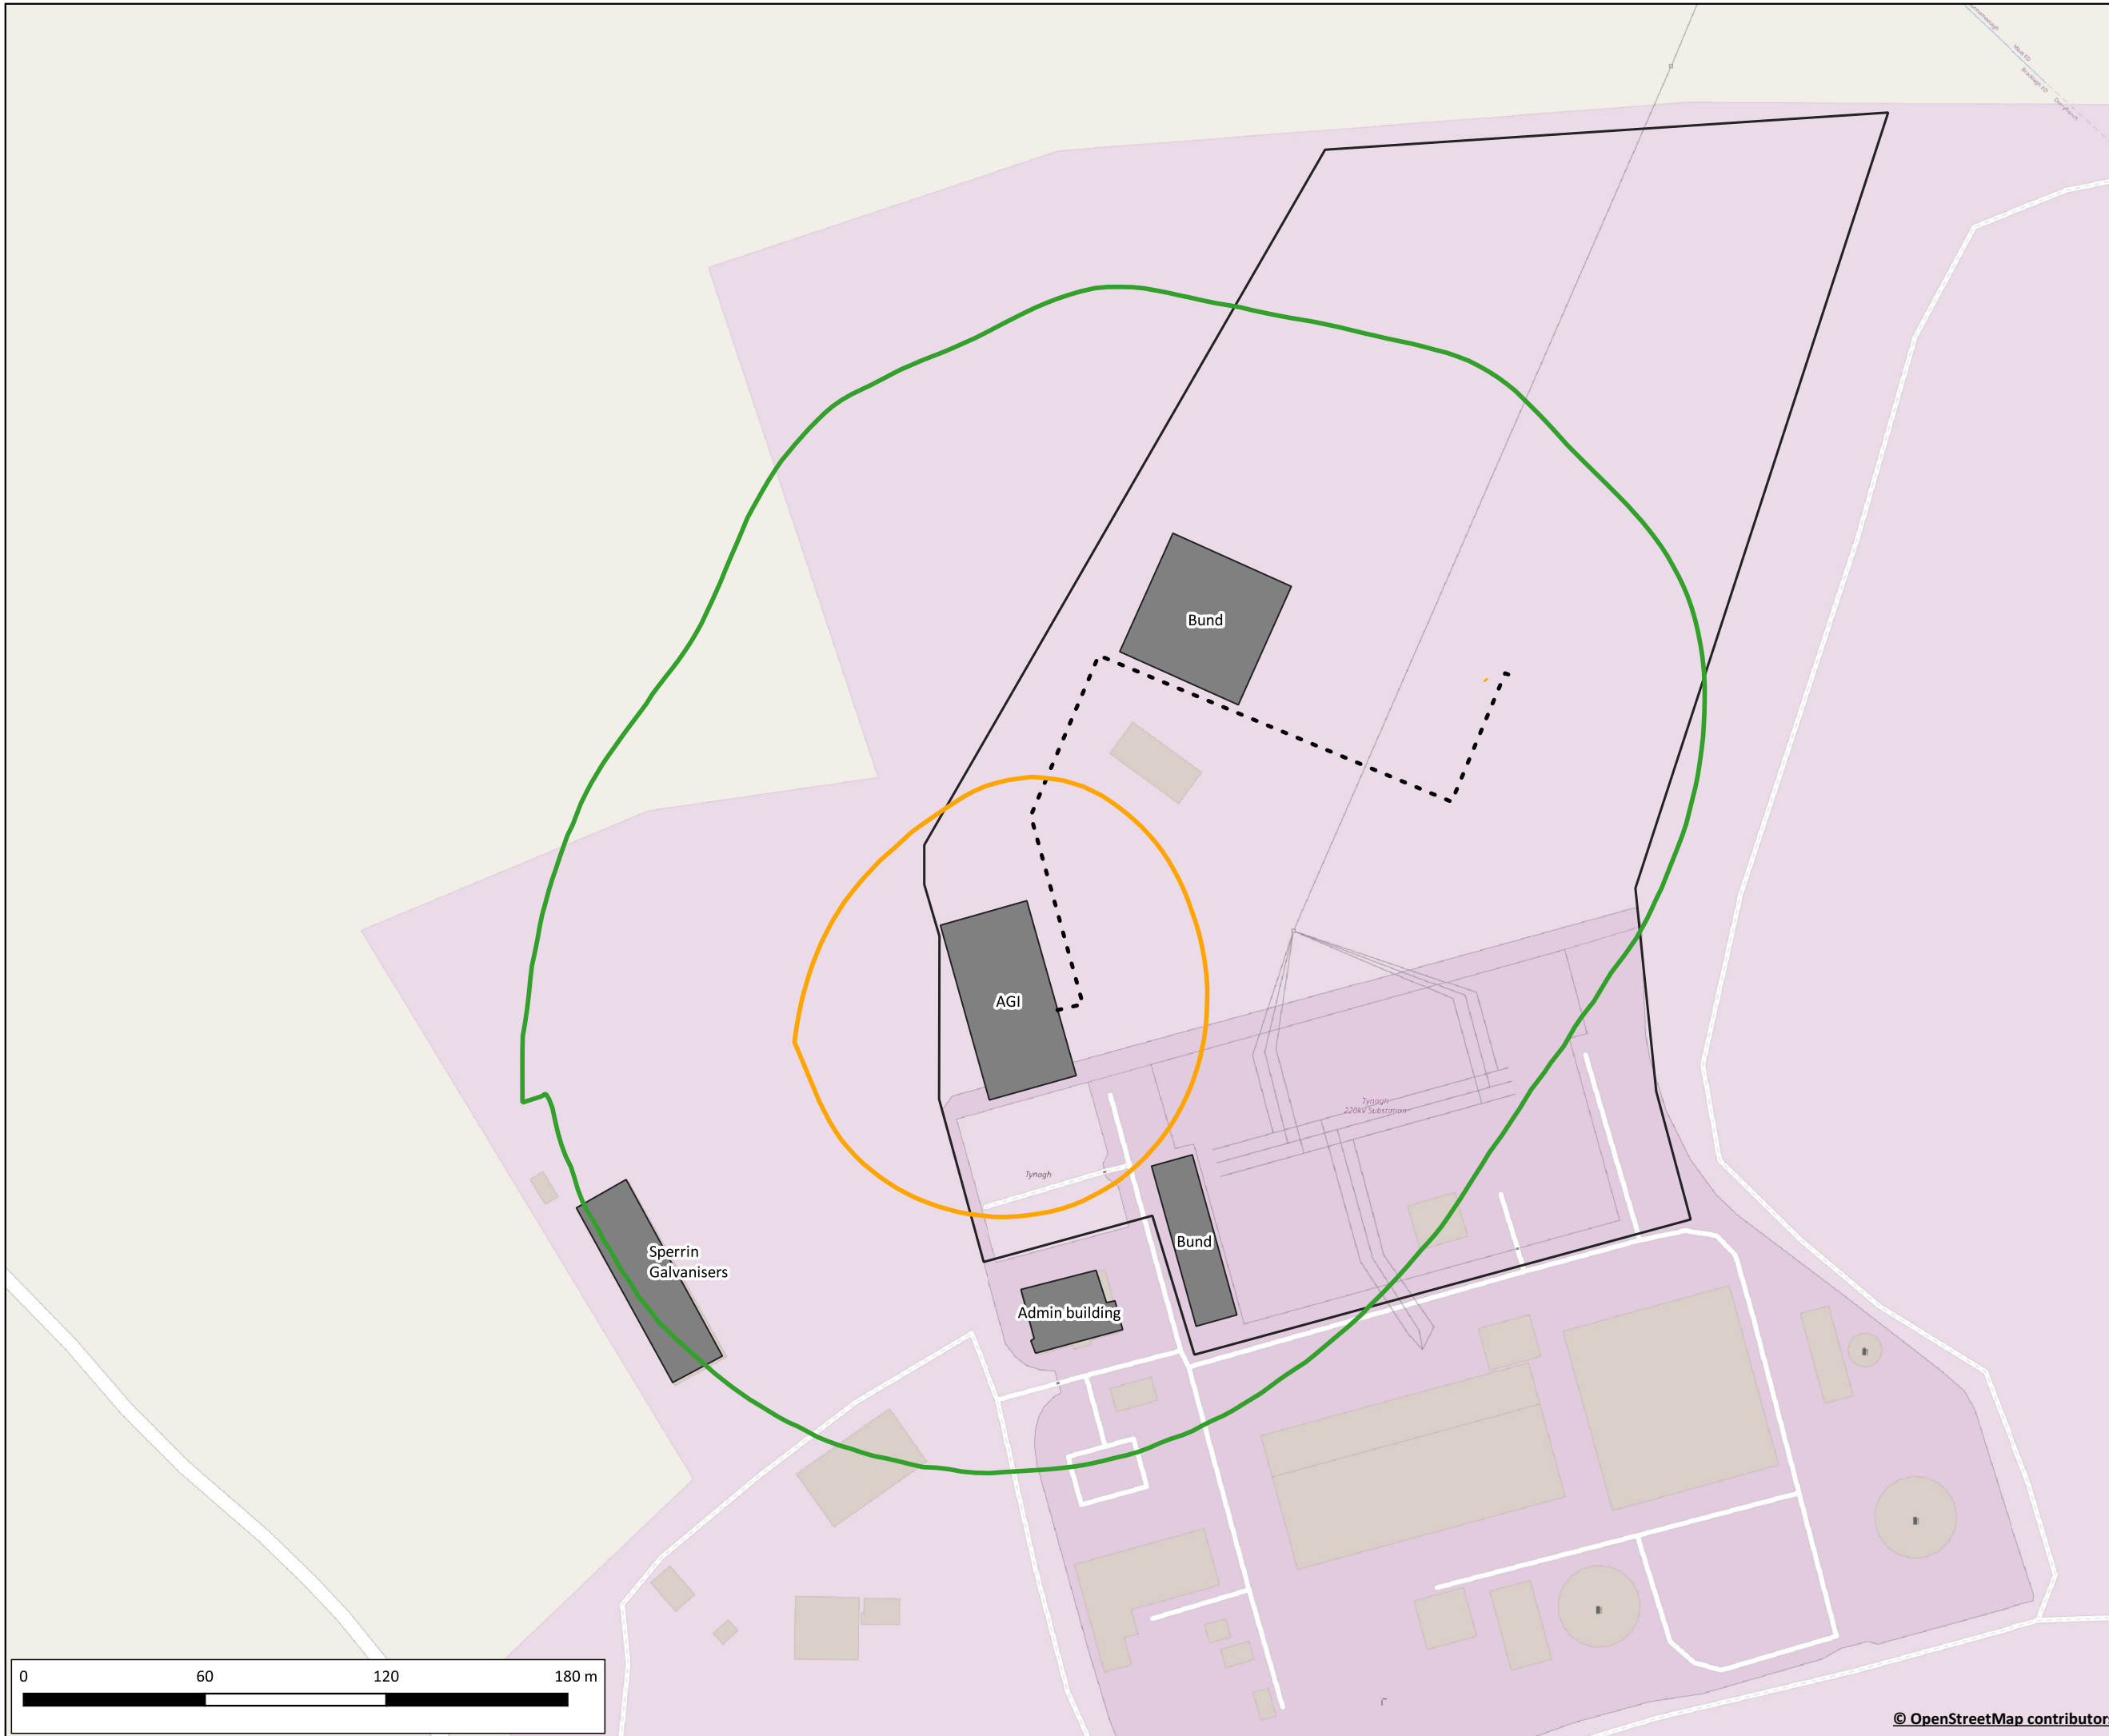 Bund
AGI
Tynagh
220kV Substation
Tynagh
Bund
Sperrin
Galvanisers
Admin building
0 60 120 180 m
© OpenStreetMap contributors